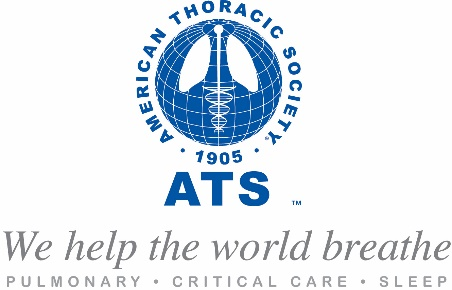 AMERICAN THORACIC SOCIETY®
• 1905 •
ATS ™
We help the world breathe
PULMONARY • CRITICAL CARE • SLEEP